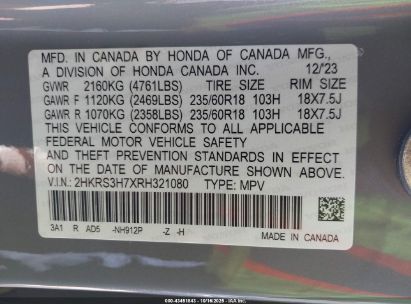 MFD. IN CANADA BY HONDA OF CANADA MFG.,
A DIVISION OF HONDA CANADA INC. 12/23
GVWR 2160KG (4761LBS) TIRE SIZE RIM SIZE
GAWR F 1120KG (2469LBS) 235/60R18 103H 18X7.5J
GAWR R 1070KG (2358LBS) 235/60R18 103H 18X7.5J
THIS VEHICLE CONFORMS TO ALL APPLICABLE
FEDERAL MOTOR VEHICLE SAFETY
AND THEFT PREVENTION STANDARDS IN EFFECT
ON THE DATE OF MANUFACTURE SHOWN ABOVE.
V.I.N.: 2HKRS3H7XRH321080 TYPE: MPV
3A1 R AD5 -NH912P -Z -H
MADE IN CANADA